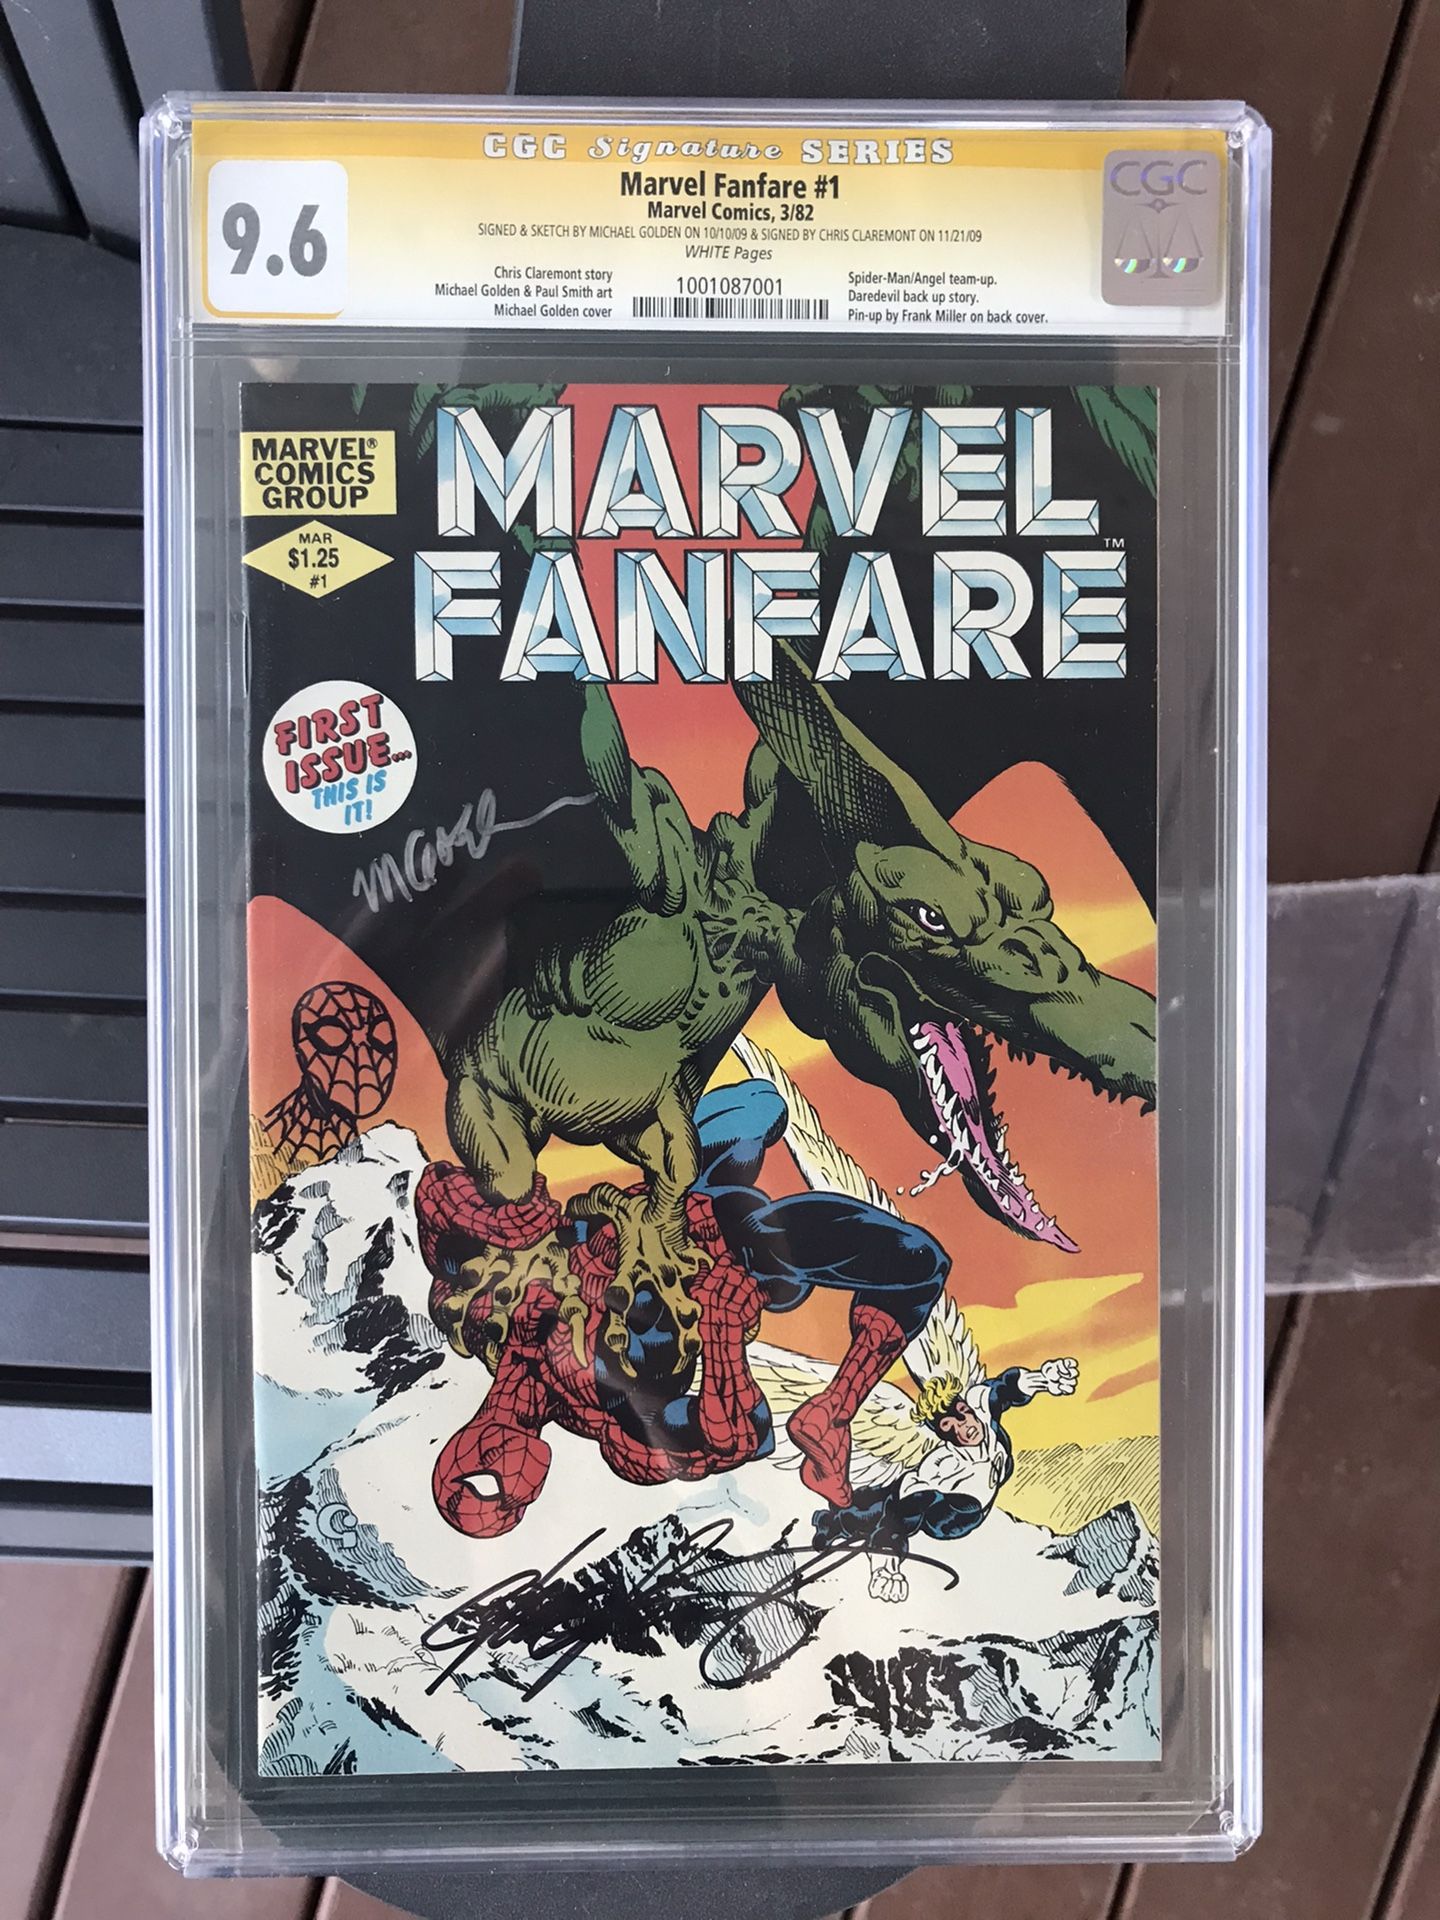 CGC Signature SERIES
9.6
Marvel Fanfare #1
Marvel Comics, 3/82
SIGNED & SKETCH BY MICHAEL GOLDEN ON 10/10/09 & SIGNED BY CHRIS CLAREMONT ON 11/21/09
WHITE Pages
Chris Claremont story
Michael Golden & Paul Smith art
Michael Golden cover
1001087001
Spider-Man/Angel team-up.
Daredevil back up story.
Pin-up by Frank Miller on back cover.
CGC
MARVEL®
COMICS
GROUP
MAR
$1.25
#1
MARVEL
FANFARE™
FIRST
ISSUE...
THIS IS
IT!